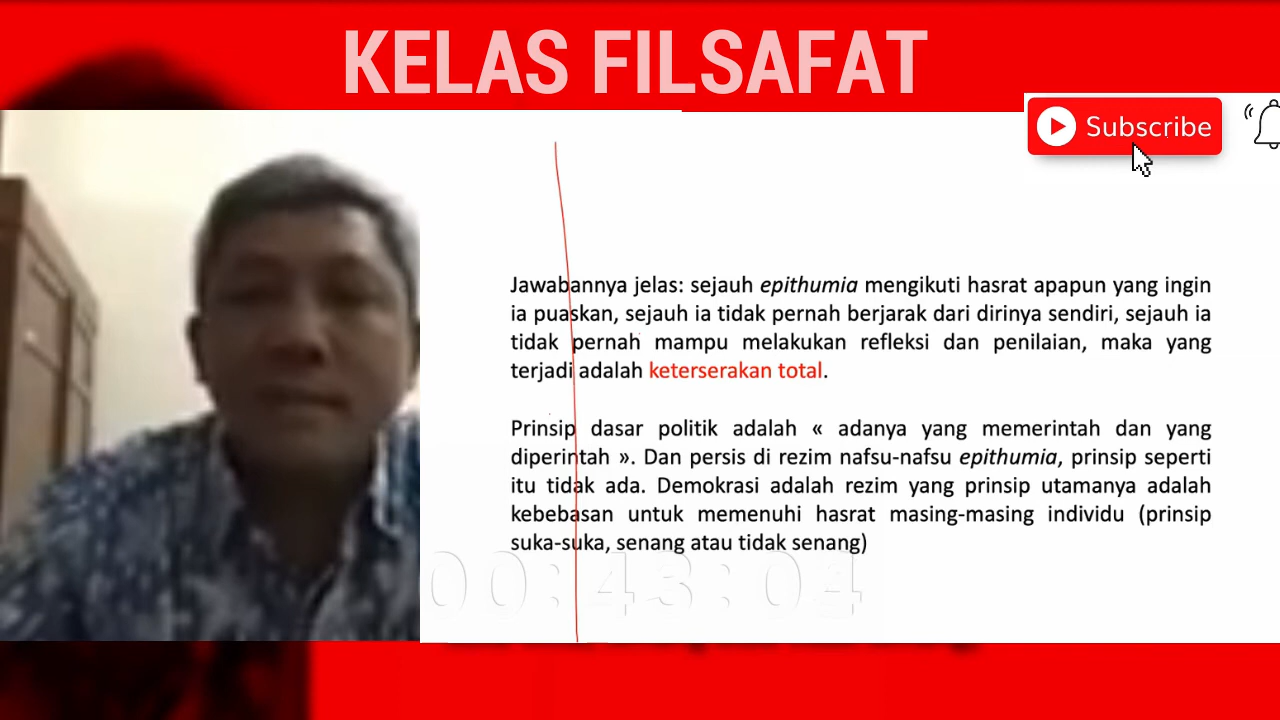 KELAS FILSAFAT
Subscribe
Jawabannya jelas: sejauh epithumia mengikuti hasrat apapun yang ingin
ia puaskan, sejauh ia tidak pernah berjarak dari dirinya sendiri, sejauh ia
tidak pernah mampu melakukan refleksi dan penilaian, maka yang
terjadi adalah keterserakan total.
Prinsip dasar politik adalah « adanya yang memerintah dan yang
diperintah ». Dan persis di rezim nafsu-nafsu epithumia, prinsip seperti
itu tidak ada. Demokrasi adalah rezim yang prinsip utamanya adalah
kebebasan untuk memenuhi hasrat masing-masing individu (prinsip
suka-suka, senang atau tidak senang)
00:43:04